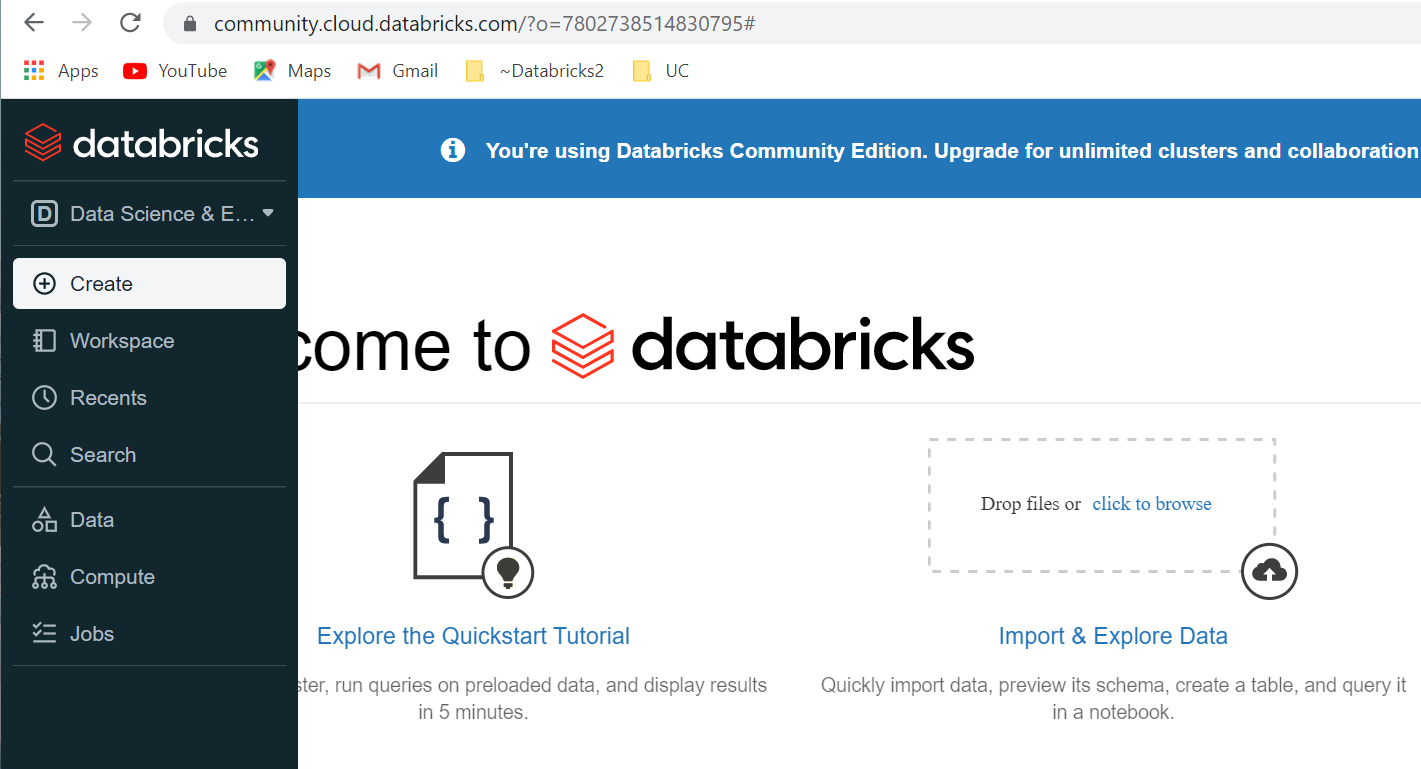 community.cloud.databricks.com/?o=7802738514830795#
Apps YouTube Maps Gmail ~Databricks2 UC
databricks
You're using Databricks Community Edition. Upgrade for unlimited clusters and collaboration
D Data Science & E...
Create
Workspace
Recents
Search
Data
Compute
Jobs
come to databricks
{ }
Drop files or click to browse
Explore the Quickstart Tutorial
ster, run queries on preloaded data, and display results
in 5 minutes.
Import & Explore Data
Quickly import data, preview its schema, create a table, and query it
in a notebook.